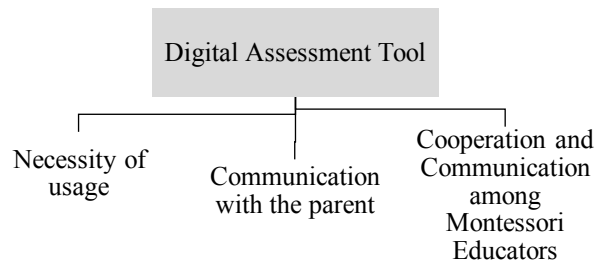 Digital Assessment Tool
Necessity of
usage
Communication
with the parent
Cooperation and
Communication
among
Montessori
Educators